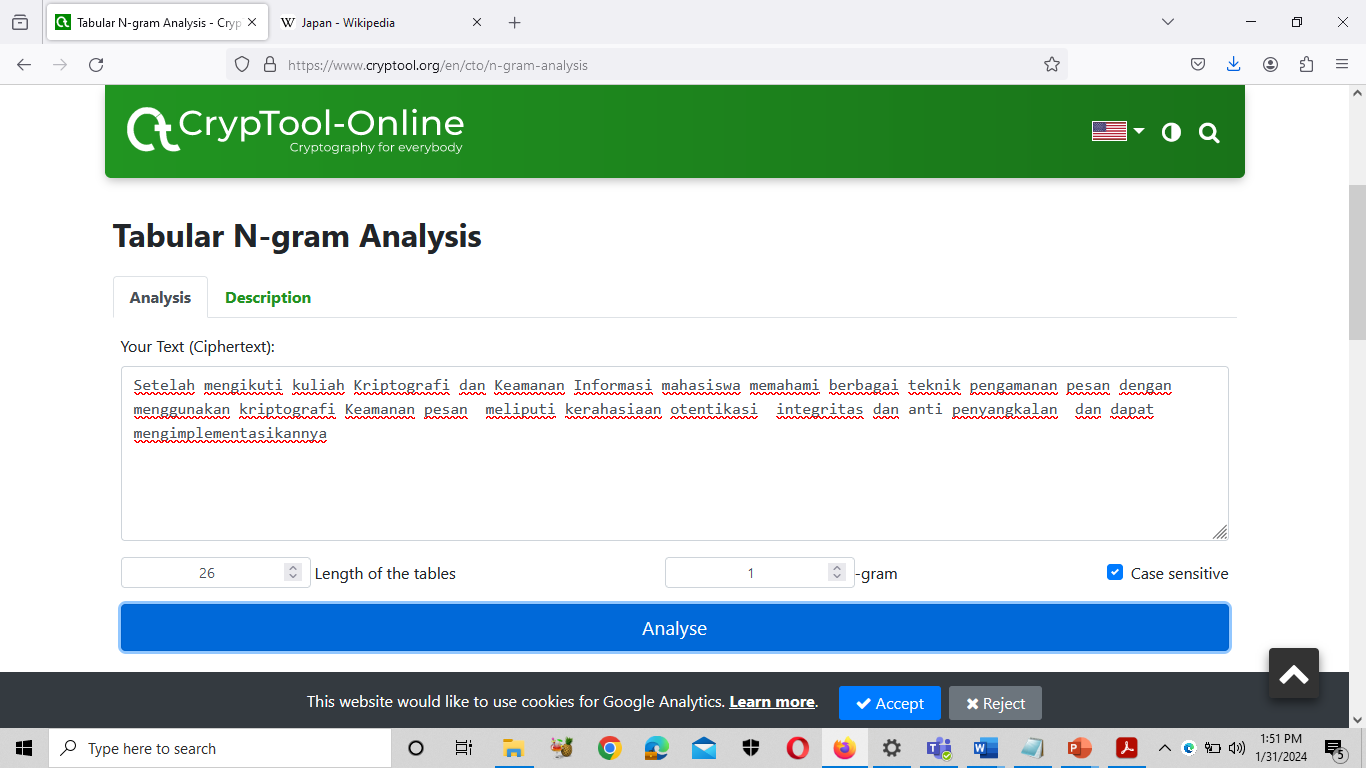 Tabular N-gram Analysis - Cryp
Japan - Wikipedia
https://www.cryptool.org/en/cto/n-gram-analysis
CrypTool-Online
Cryptography for everybody
Tabular N-gram Analysis
Analysis
Description
Your Text (Ciphertext):
Setelah mengikuti kuliah Kriptografi dan Keamanan Informasi mahasiswa memahami berbagai teknik pengamanan pesan dengan
menggunakan kriptografi Keamanan pesan  meliputi kerahasiaan otentikasi  integritas dan anti penyangkalan  dan dapat
mengimplementasikannya
26 Length of the tables
1 -gram
Case sensitive
Analyse
This website would like to use cookies for Google Analytics. Learn more.
Accept
Reject
Type here to search
1:51 PM
1/31/2024
5